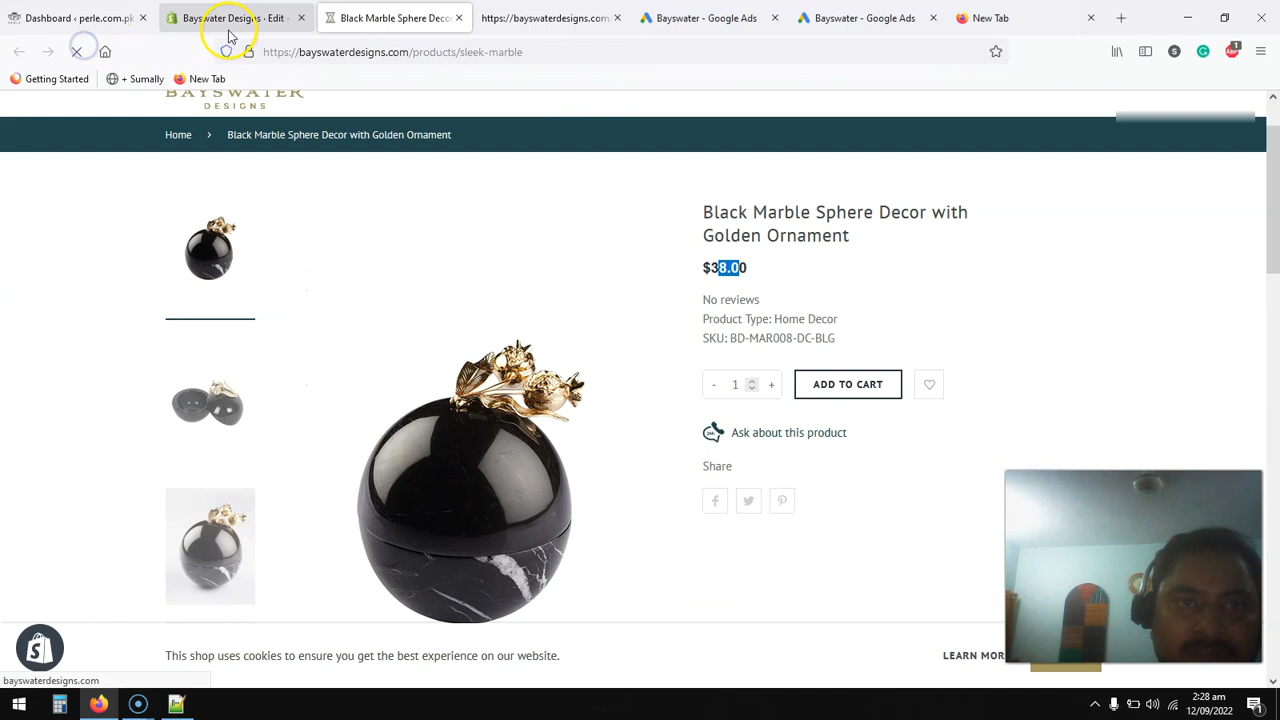 Dashboard ‹ perle.com.pk
Bayswater Designs · Edit -
Black Marble Sphere Decor
https://bayswaterdesigns.com/
Bayswater - Google Ads
Bayswater - Google Ads
New Tab
https://bayswaterdesigns.com/products/sleek-marble
S
1
Getting Started
+ Sumally
New Tab
BAYSWATER
DESIGNS
Home > Black Marble Sphere Decor with Golden Ornament
Black Marble Sphere Decor with
Golden Ornament
$38.00
No reviews
Product Type: Home Decor
SKU: BD-MAR008-DC-BLG
- 1 + ADD TO CART
Ask about this product
Share
This shop uses cookies to ensure you get the best experience on our website.
LEARN MOR
bayswaterdesigns.com
2:28 am
12/09/2022
1